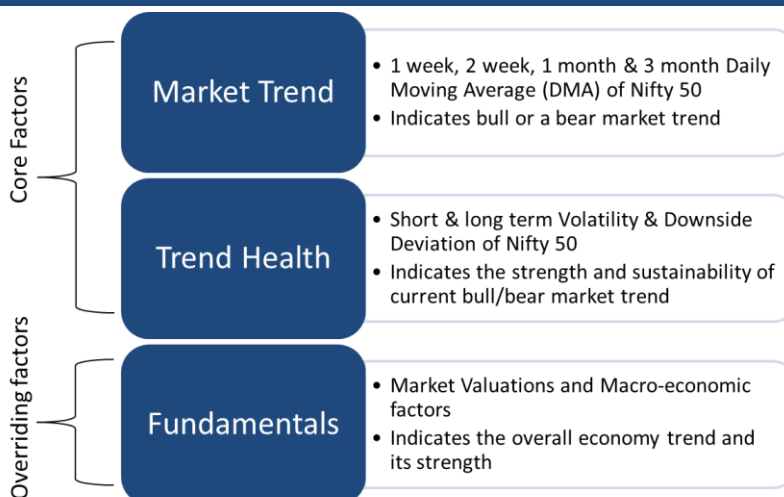 Core Factors
Market Trend
• 1 week, 2 week, 1 month & 3 month Daily
Moving Average (DMA) of Nifty 50
• Indicates bull or a bear market trend
Trend Health
• Short & long term Volatility & Downside
Deviation of Nifty 50
• Indicates the strength and sustainability of
current bull/bear market trend
Overriding factors
Fundamentals
• Market Valuations and Macro-economic
factors
• Indicates the overall economy trend and
its strength